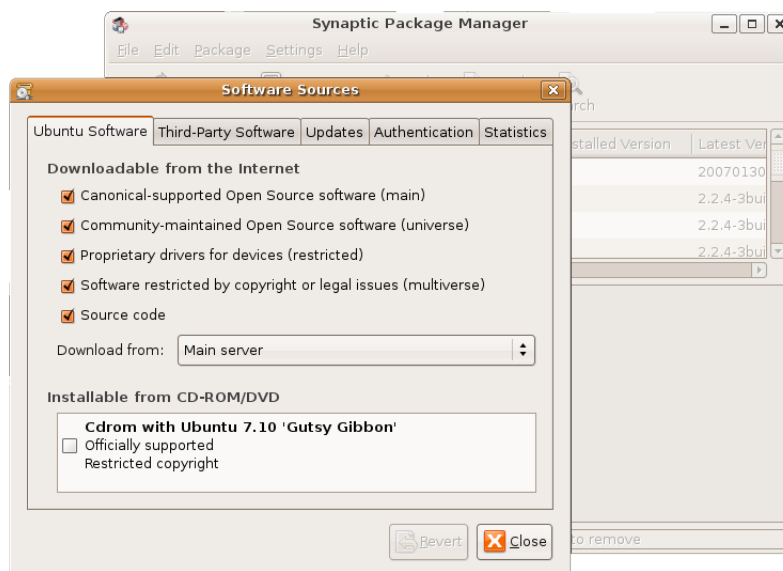 Synaptic Package Manager
File Edit Package Settings Help
Software Sources
Ubuntu Software Third-Party Software Updates Authentication Statistics
stalled Version Latest Ver
Downloadable from the Internet
20070130
Canonical-supported Open Source software (main)
2.2.4-3bui
Community-maintained Open Source software (universe)
2.2.4-3bui
Proprietary drivers for devices (restricted)
2.2.4-3bui
Software restricted by copyright or legal issues (multiverse)
Source code
Download from: Main server
Installable from CD-ROM/DVD
Cdrom with Ubuntu 7.10 'Gutsy Gibbon'
Officially supported
Restricted copyright
Revert Close
to remove